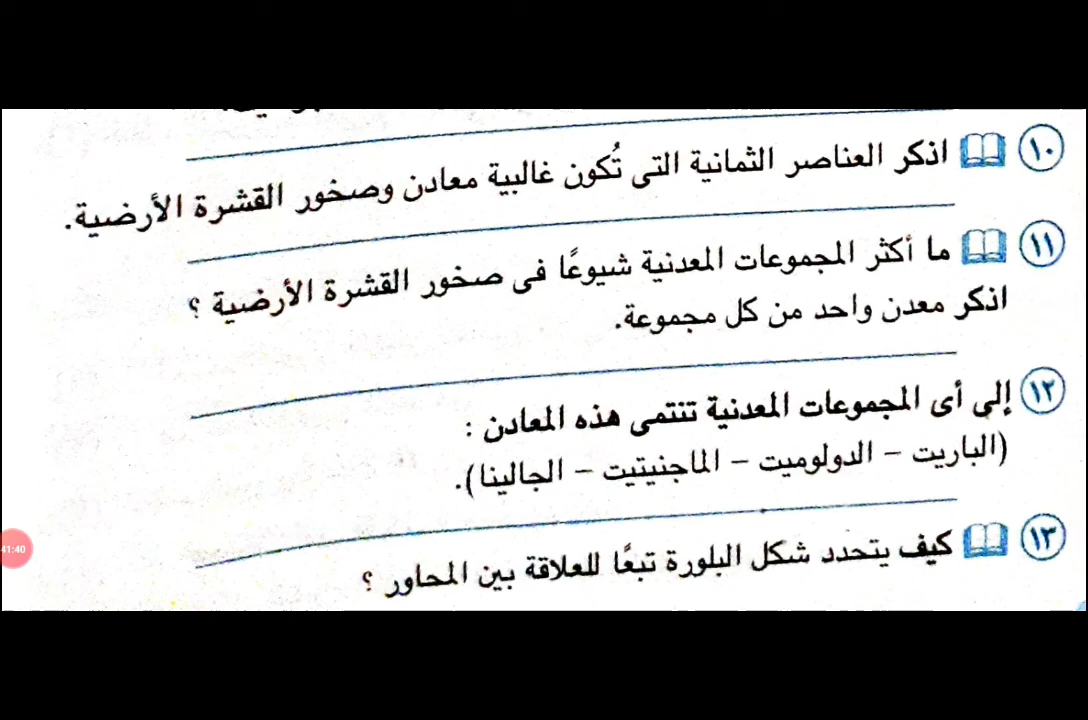 ١٠ اذكر العناصر الثمانية التى تُكون غالبية معادن وصخور القشرة الأرضية.
١١ ما أكثر المجموعات المعدنية شيوعًا فى صخور القشرة الأرضية ؟
اذكر معدن واحد من كل مجموعة.
١٢ إلى أى المجموعات المعدنية تنتمى هذه المعادن :
(الباريت - الدولوميت - الماجنيتيت - الجالينا).
41:40
١٣ كيف يتحدد شكل البلورة تبعًا للعلاقة بين المحاور ؟